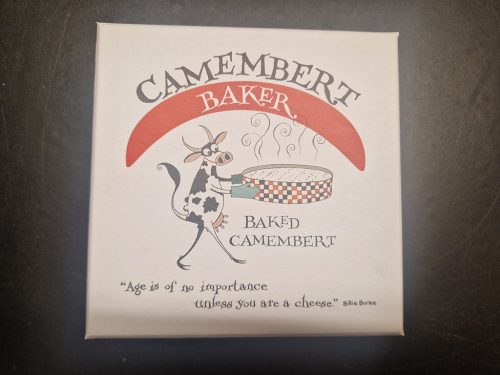 CAMEMBERT
BAKER
BAKED
CAMEMBERT
“Age is of no importance
unless you are a cheese.” Billie Burke